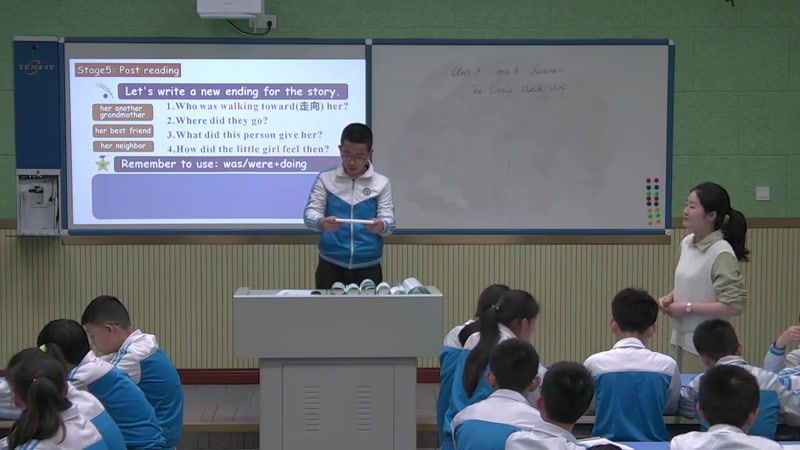 TENFIT
Stage5: Post reading
Let's write a new ending for the story.
her another grandmother
her best friend
her neighbor
1.Who was walking toward(走向) her?
2.Where did they go?
3.What did this person give her?
4.How did the little girl feel then?
Remember to use: was/were+doing
The Little Match Girl